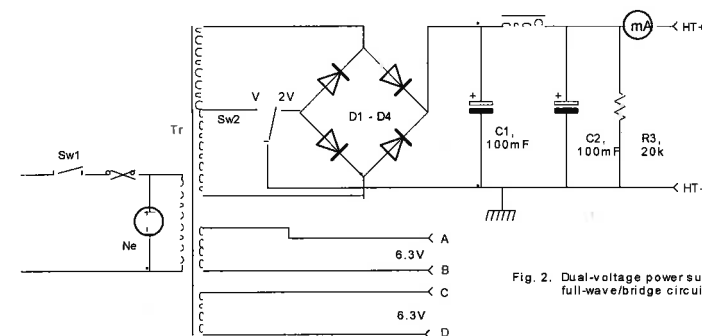 mA
HT+
V 2V
Sw2
D1 - D4
Tr
+
C1,
100mF
+
C2,
100mF
R3,
20k
Sw1
HT-
Ne
A
6.3V
B
C
6.3V
D
Fig. 2. Dual-voltage power su
full-wave/bridge circui